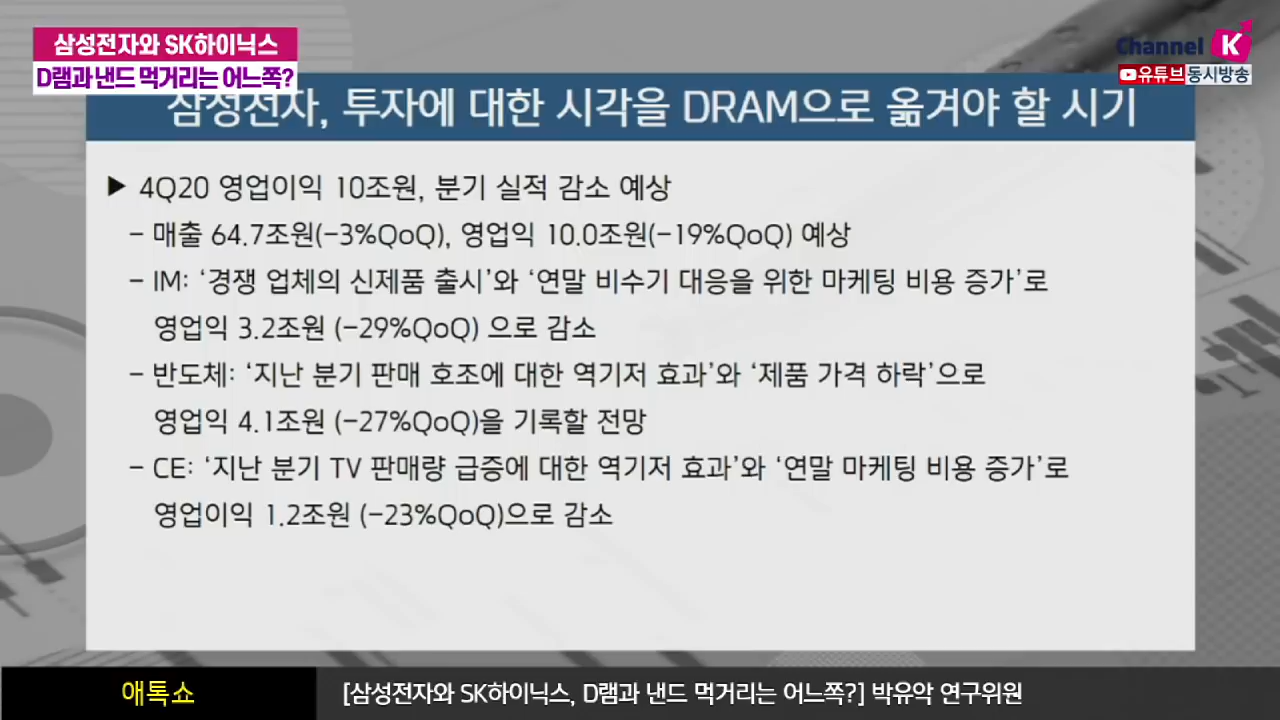 삼성전자와 SK하이닉스
D램과 낸드 먹거리는 어느쪽?
Channel K
유튜브 동시방송
삼성전자, 투자에 대한 시각을 DRAM으로 옮겨야 할 시기
▶ 4Q20 영업이익 10조원, 분기 실적 감소 예상
- 매출 64.7조원(-3%QoQ), 영업익 10.0조원(-19%QoQ) 예상
- IM: ‘경쟁 업체의 신제품 출시’와 ‘연말 비수기 대응을 위한 마케팅 비용 증가’로
영업익 3.2조원 (-29%QoQ) 으로 감소
- 반도체: ‘지난 분기 판매 호조에 대한 역기저 효과’와 ‘제품 가격 하락’으로
영업익 4.1조원 (-27%QoQ)을 기록할 전망
- CE: ‘지난 분기 TV 판매량 급증에 대한 역기저 효과’와 ‘연말 마케팅 비용 증가’로
영업이익 1.2조원 (-23%QoQ)으로 감소
애톡쇼
[삼성전자와 SK하이닉스, D램과 낸드 먹거리는 어느쪽?] 박유악 연구위원